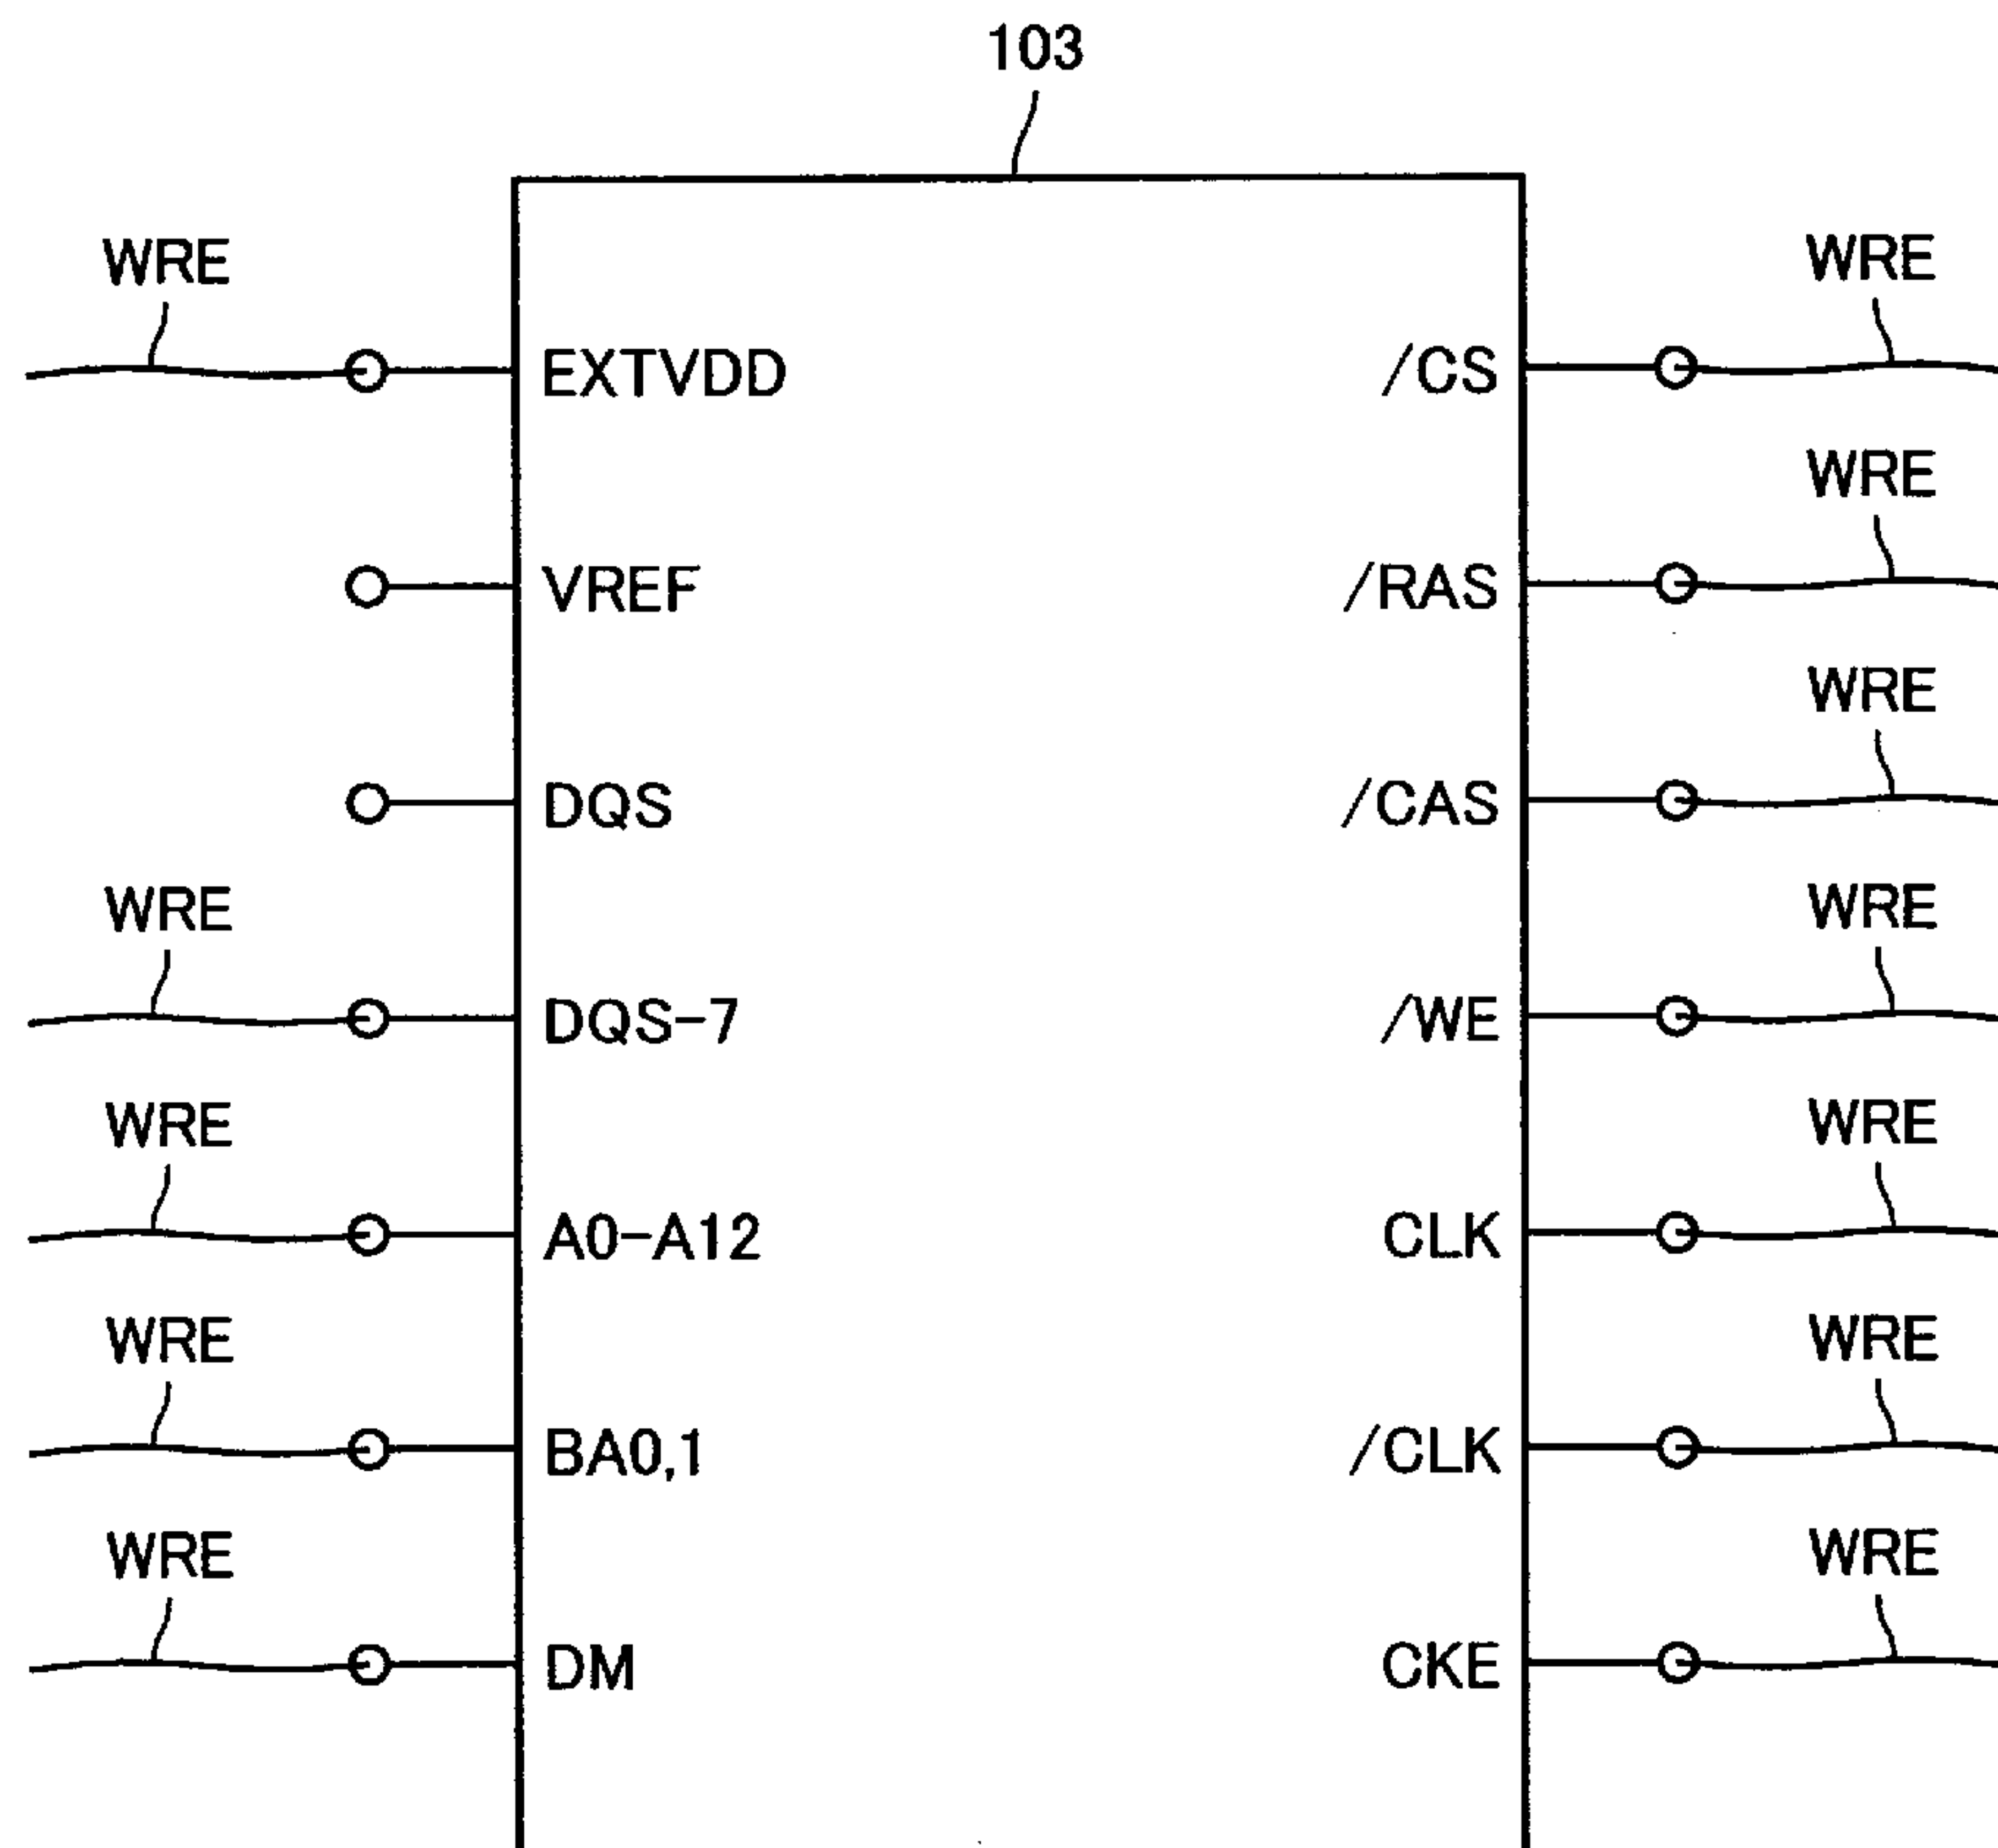 103
WRE
WRE
EXTVDD
/CS
WRE
VREF
/RAS
WRE
DQS
/CAS
WRE
WRE
DQS-7
/WE
WRE
WRE
A0-A12
CLK
WRE
WRE
BA0,1
/CLK
WRE
WRE
DM
CKE